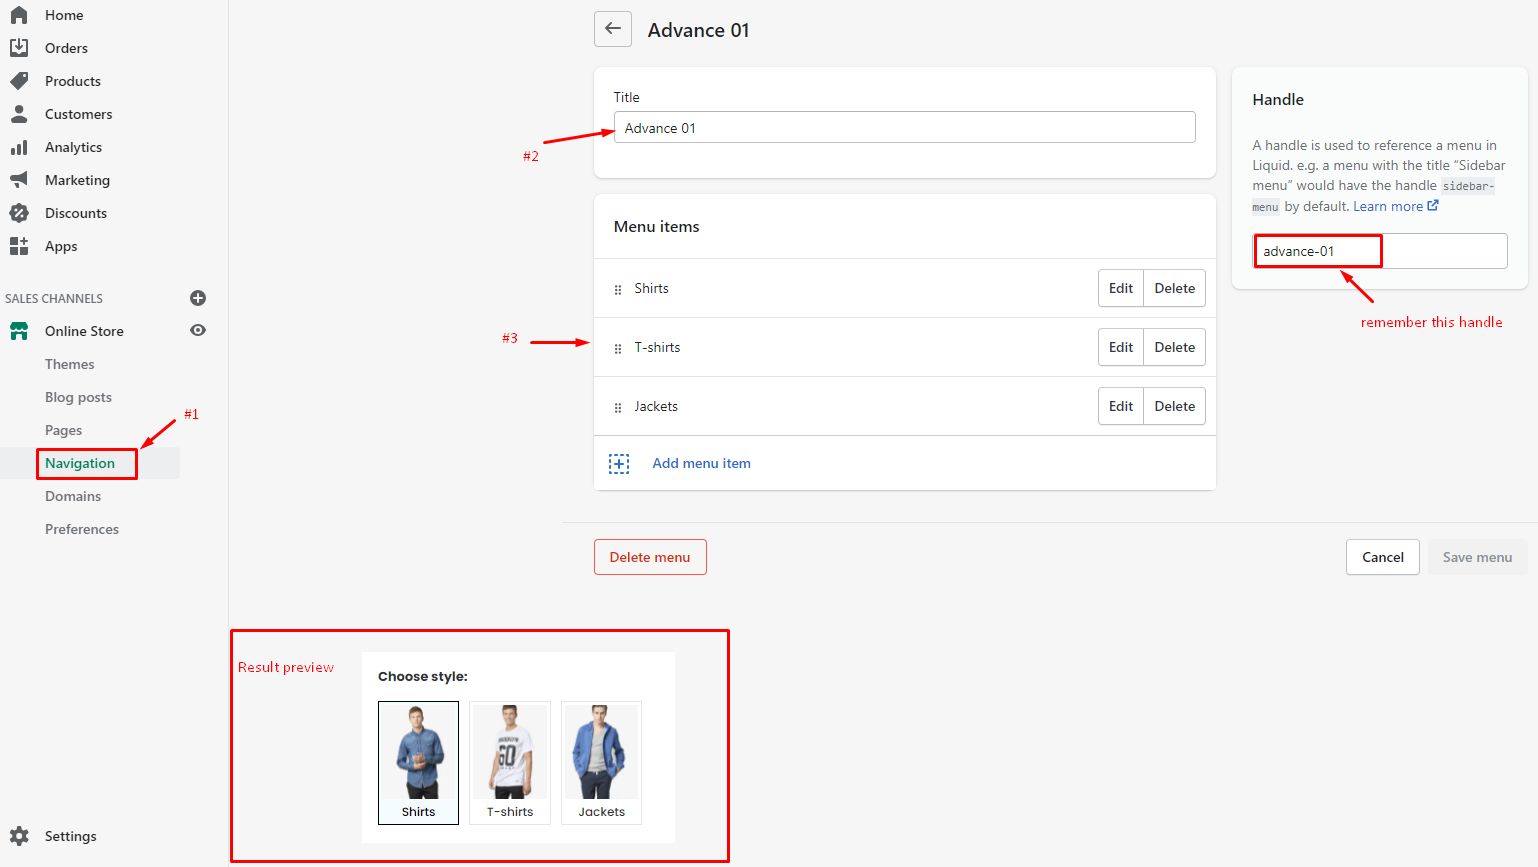 Home
Orders
Products
Customers
Analytics
Marketing
Discounts
Apps
SALES CHANNELS
Online Store
Themes
Blog posts
#1
Pages
Navigation
Domains
Preferences
Settings
Advance 01
Title
Advance 01
#2
Menu items
Shirts
Edit
Delete
#3
T-shirts
Edit
Delete
Jackets
Edit
Delete
Add menu item
Handle
A handle is used to reference a menu in
Liquid. e.g. a menu with the title “Sidebar
menu” would have the handle sidebar-
menu by default. Learn more
advance-01
remember this handle
Delete menu
Cancel
Save menu
Result preview
Choose style:
60
Shirts
T-shirts
Jackets